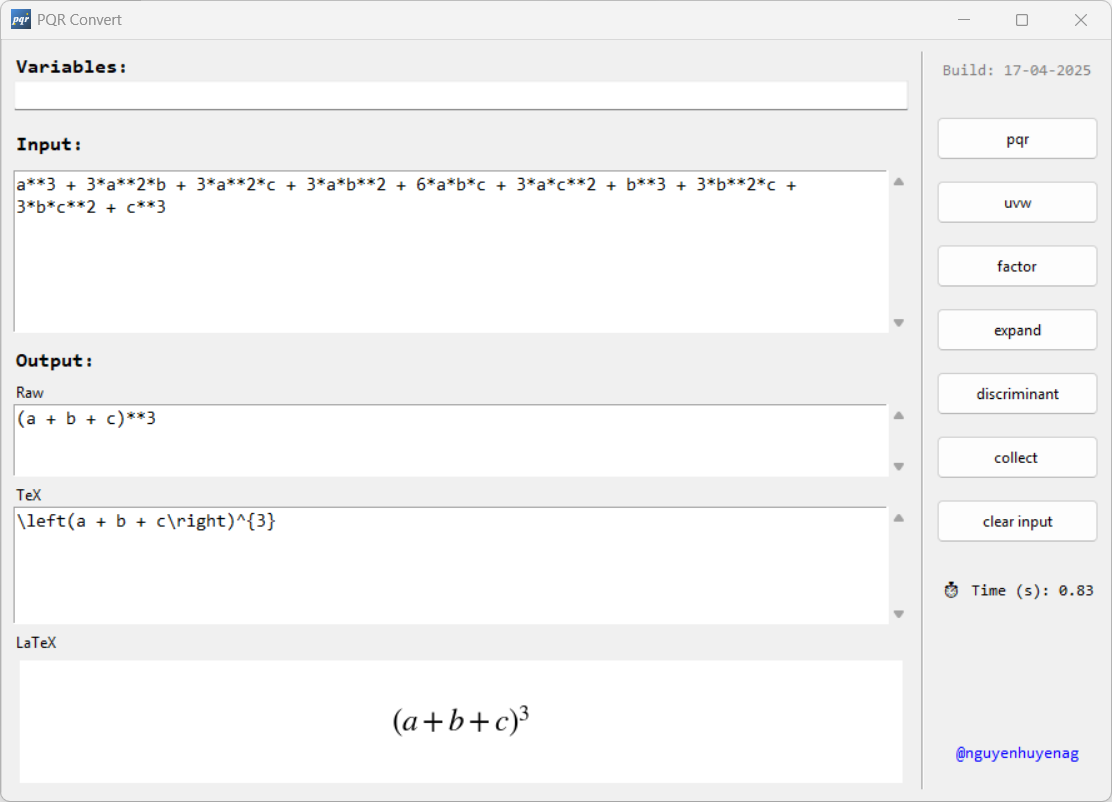 pqr PQR Convert
Variables:
Input:
a**3 + 3*a**2*b + 3*a**2*c + 3*a*b**2 + 6*a*b*c + 3*a*c**2 + b**3 + 3*b**2*c +
3*b*c**2 + c**3
Output:
Raw
(a + b + c)**3
TeX
\left(a + b + c\right)^{3}
LaTeX
(a+b+c)³
Build: 17-04-2025
pqr
uvw
factor
expand
discriminant
collect
clear input
⏱ Time (s): 0.83
@nguyenhuyenag